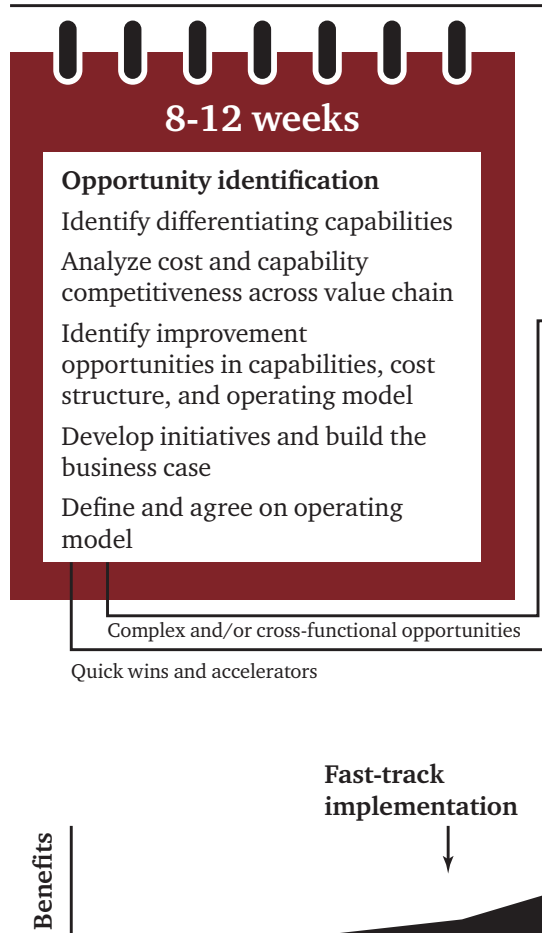 8-12 weeks
Opportunity identification
Identify differentiating capabilities
Analyze cost and capability
competitiveness across value chain
Identify improvement
opportunities in capabilities, cost
structure, and operating model
Develop initiatives and build the
business case
Define and agree on operating
model
Complex and/or cross-functional opportunities
Quick wins and accelerators
Fast-track
implementation
Benefits